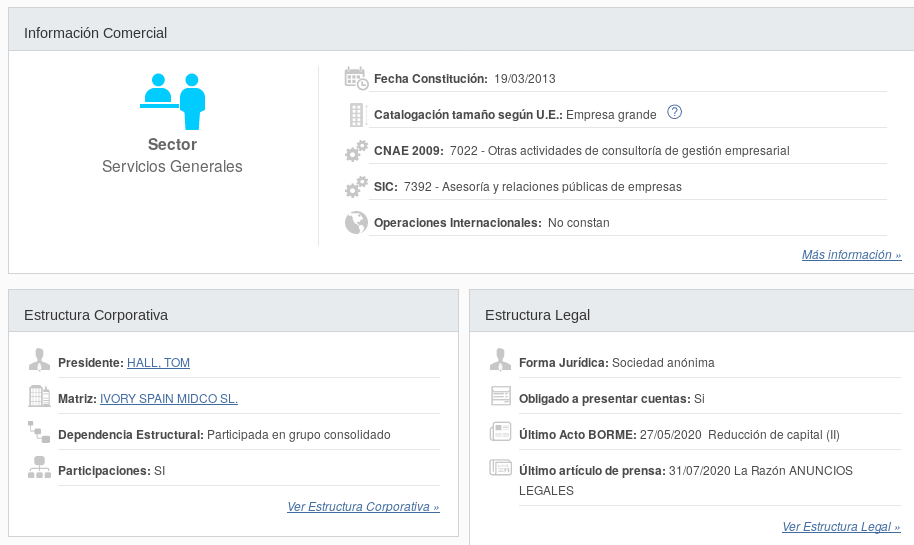 Información Comercial
Sector
Servicios Generales
Fecha Constitución: 19/03/2013
Catalogación tamaño según U.E.: Empresa grande ?
CNAE 2009: 7022 - Otras actividades de consultoría de gestión empresarial
SIC: 7392 - Asesoría y relaciones públicas de empresas
Operaciones Internacionales: No constan
Más información »
Estructura Corporativa
Presidente: HALL, TOM
Matriz: IVORY SPAIN MIDCO SL.
Dependencia Estructural: Participada en grupo consolidado
Participaciones: SI
Ver Estructura Corporativa »
Estructura Legal
Forma Jurídica: Sociedad anónima
Obligado a presentar cuentas: Si
Último Acto BORME: 27/05/2020 Reducción de capital (II)
Último artículo de prensa: 31/07/2020 La Razón ANUNCIOS
LEGALES
Ver Estructura Legal »